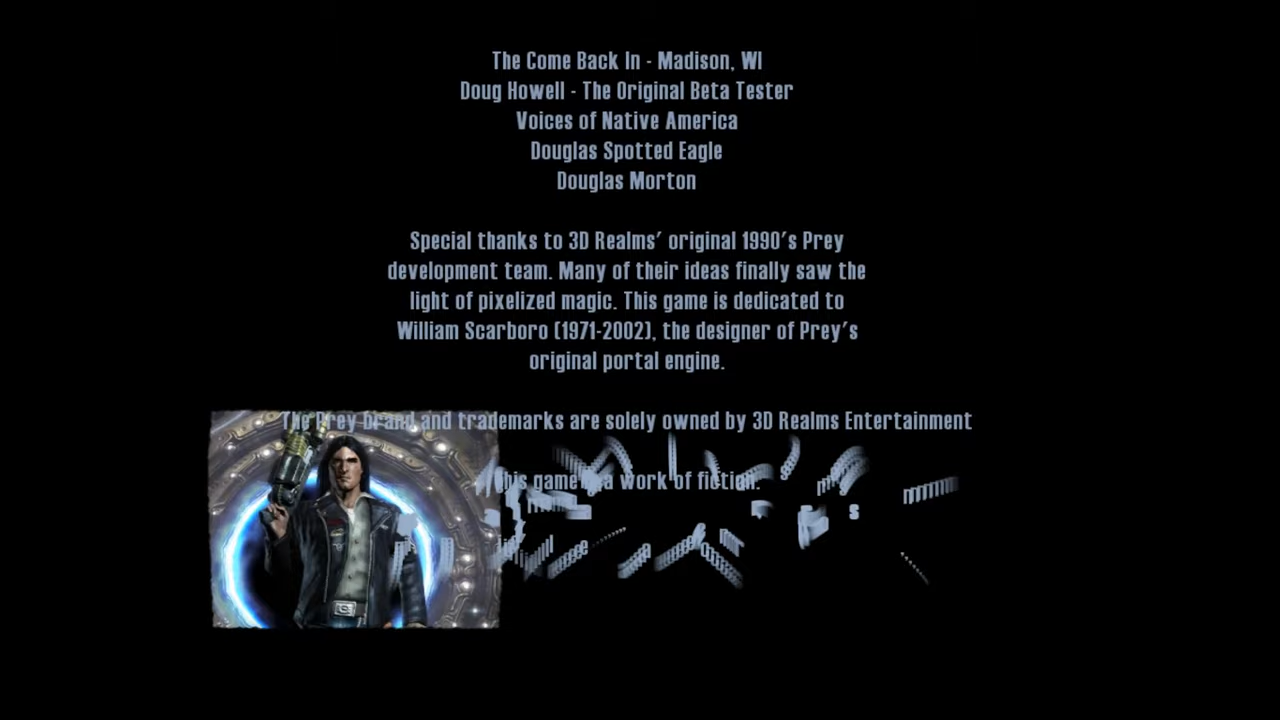 The Come Back In - Madison, WI
Doug Howell - The Original Beta Tester
Voices of Native America
Douglas Spotted Eagle
Douglas Morton
Special thanks to 3D Realms' original 1990's Prey
development team. Many of their ideas finally saw the
light of pixelized magic. This game is dedicated to
William Scarboro (1971-2002), the designer of Prey's
original portal engine.
The Prey brand and trademarks are solely owned by 3D Realms Entertainment
This game is a work of fiction.